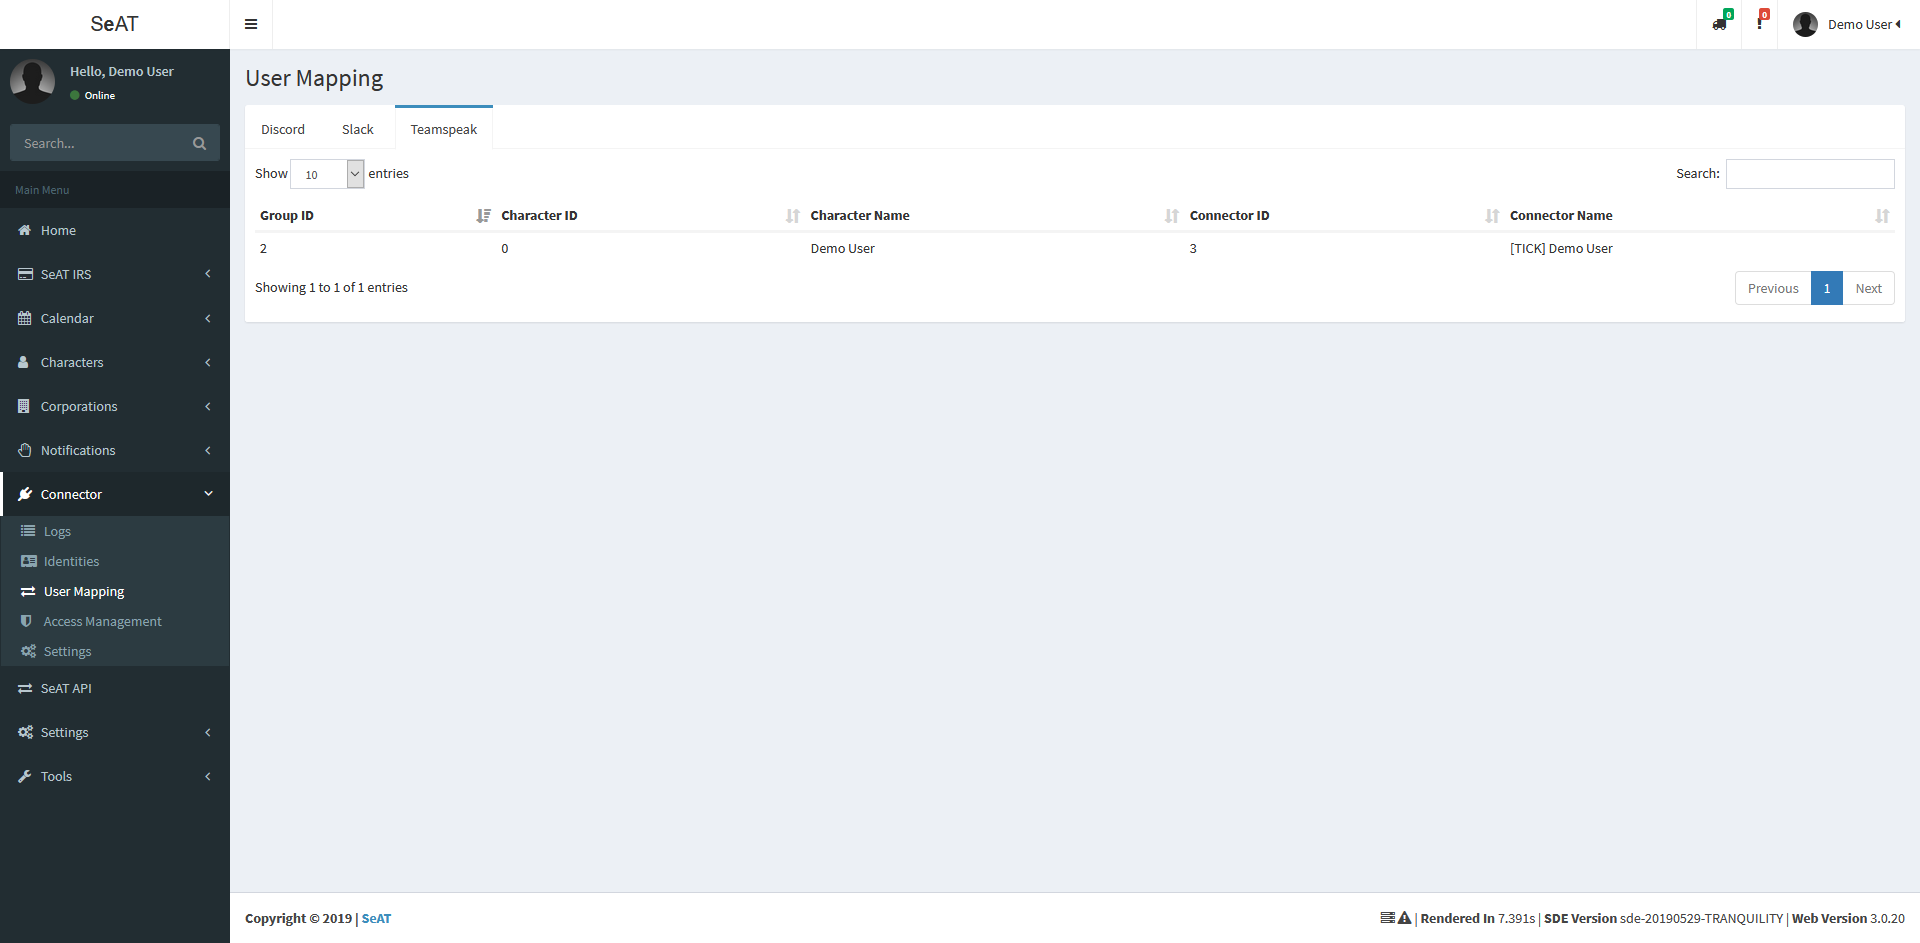 SeAT
0
0
Demo User
Hello, Demo User
Online
Search...
Main Menu
Home
SeAT IRS
Calendar
Characters
Corporations
Notifications
Connector
Logs
Identities
User Mapping
Access Management
Settings
SeAT API
Settings
Tools
User Mapping
Discord Slack Teamspeak
Show 10 entries
Search:
Group ID Character ID Character Name Connector ID Connector Name
2 0 Demo User 3 [TICK] Demo User
Showing 1 to 1 of 1 entries
Previous 1 Next
Copyright © 2019 | SeAT
| Rendered In 7.391s | SDE Version sde-20190529-TRANQUILITY | Web Version 3.0.20